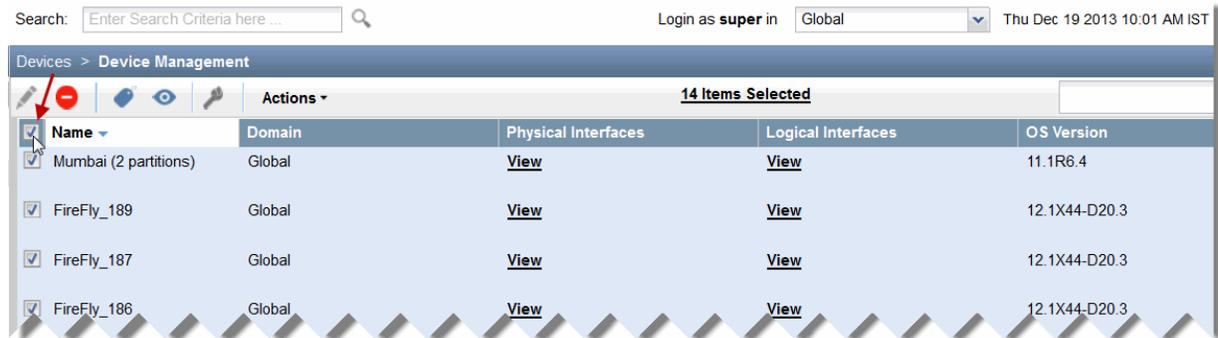 Search: Enter Search Criteria here ... Login as super in Global Thu Dec 19 2013 10:01 AM IST
Devices > Device Management
Actions 14 Items Selected
Name Domain Physical Interfaces Logical Interfaces OS Version
Mumbai (2 partitions) Global View View 11.1R6.4
FireFly_189 Global View View 12.1X44-D20.3
FireFly_187 Global View View 12.1X44-D20.3
FireFly_186 Global View View 12.1X44-D20.3